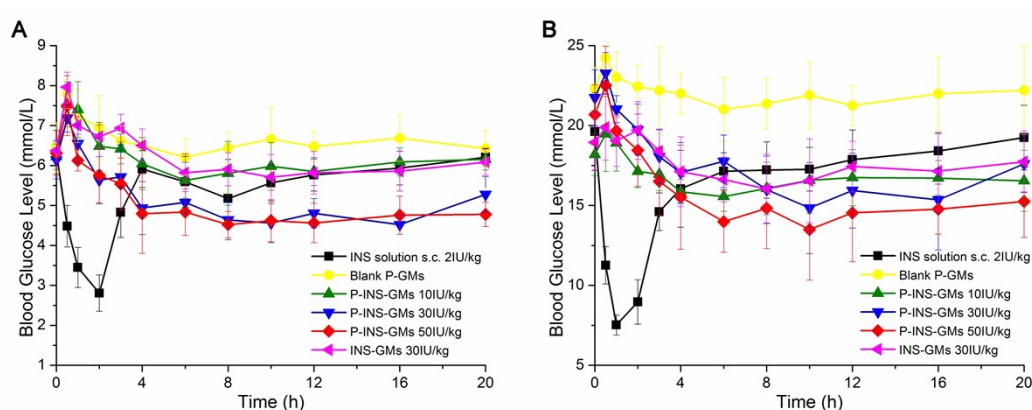 A
B
Blood Glucose Level (mmol/L)
9
8
7
6
5
4
3
2
1
0
4
8
12
16
20
Time (h)
INS solution s.c. 2IU/kg
Blank P-GMs
P-INS-GMs 10IU/kg
P-INS-GMs 30IU/kg
P-INS-GMs 50IU/kg
INS-GMs 30IU/kg
Blood Glucose Level (mmol/L)
25
20
15
10
5
0
4
8
12
16
20
Time (h)
INS solution s.c. 2IU/kg
Blank P-GMs
P-INS-GMs 10IU/kg
P-INS-GMs 30IU/kg
P-INS-GMs 50IU/kg
INS-GMs 30IU/kg